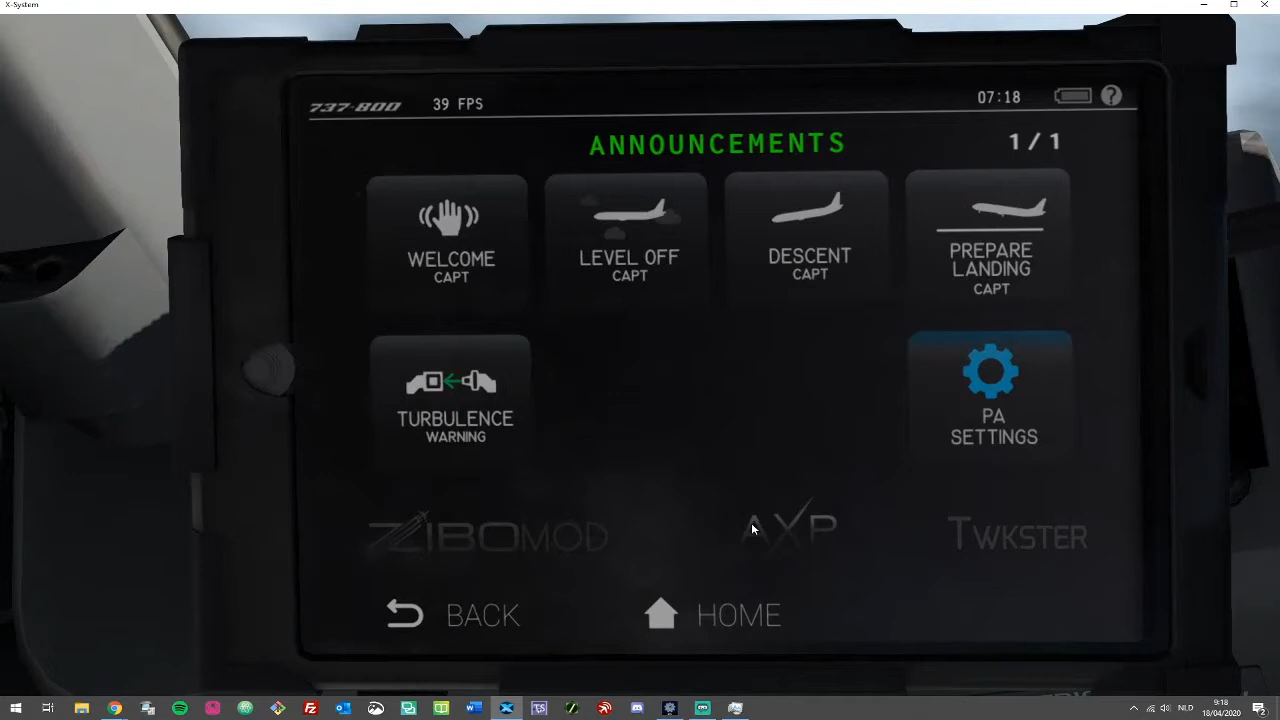 X-System
737-800 39 FPS 07:18 ?
ANNOUNCEMENTS 1 / 1
WELCOME
CAPT
LEVEL OFF
CAPT
DESCENT
CAPT
PREPARE
LANDING
CAPT
TURBULENCE
WARNING
PA
SETTINGS
ZIBOMOD AXP TWKSTER
BACK HOME
NLD 9:18
18/04/2020